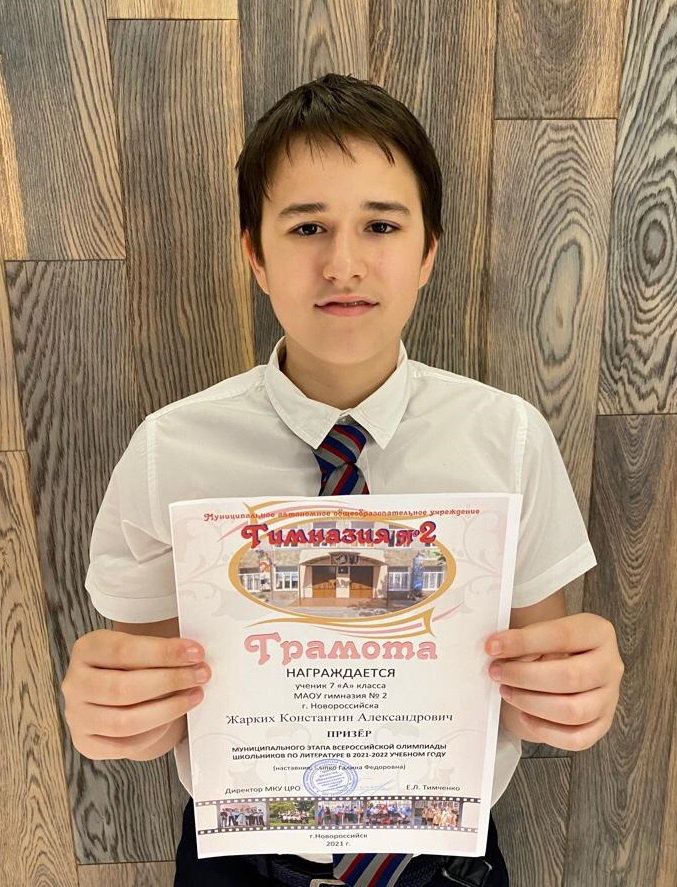 Муниципальное автономное общеобразовательное учреждение
Гимназия №2
Грамота
НАГРАЖДАЕТСЯ
ученик 7 «А» класса
МАОУ гимназия № 2
г. Новороссийска
Жарких Константин Александрович
ПРИЗЁР
МУНИЦИПАЛЬНОГО ЭТАПА ВСЕРОССИЙСКОЙ ОЛИМПИАДЫ
ШКОЛЬНИКОВ ПО ЛИТЕРАТУРЕ В 2021-2022 УЧЕБНОМ ГОДУ
(наставник Галина Федоровна)
Директор МКУ ЦРО Е.Л. Тимченко
г.Новороссийск
2021 г.